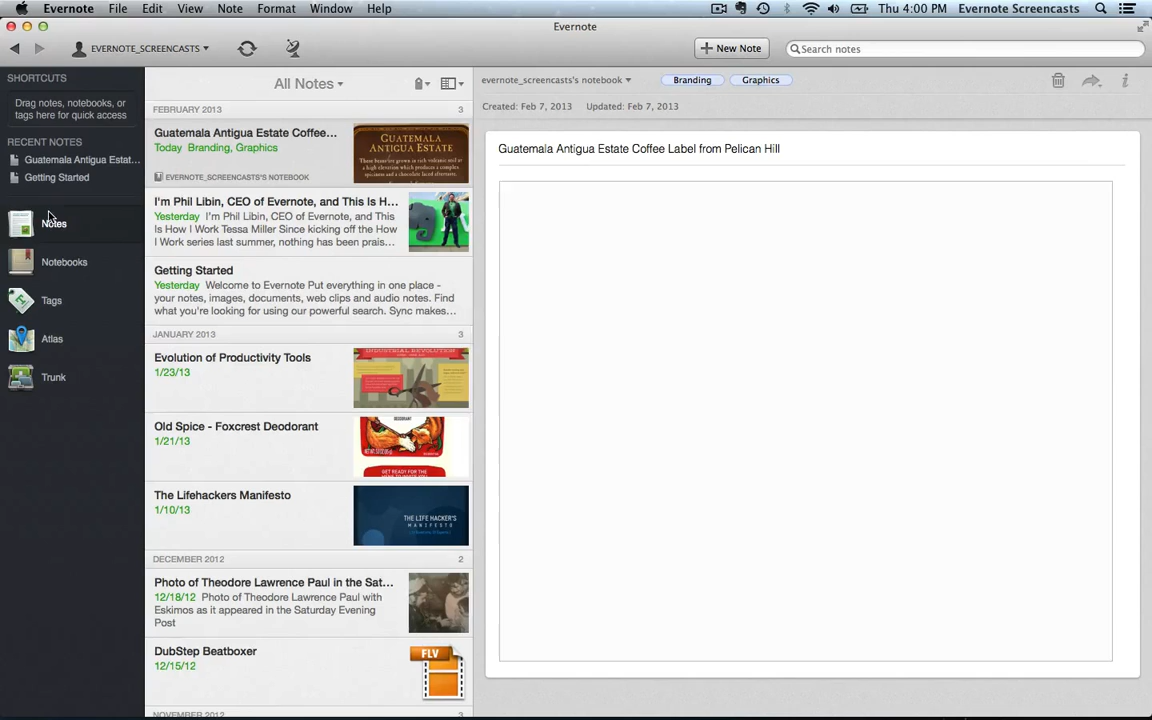 Evernote File Edit View Note Format Window Help
Thu 4:00 PM Evernote Screencasts
Evernote
EVERNOTE_SCREENCASTS
+ New Note
Search notes
SHORTCUTS
Drag notes, notebooks, or
tags here for quick access
RECENT NOTES
Guatemala Antigua Estat...
Getting Started
Notes
Notebooks
Tags
Atlas
Trunk
All Notes
FEBRUARY 2013 3
Guatemala Antigua Estate Coffee...
Today Branding, Graphics
EVERNOTE_SCREENCASTS'S NOTEBOOK
GUATEMALA
ANTIGUA ESTATE
I'm Phil Libin, CEO of Evernote, and This Is H...
Yesterday I'm Phil Libin, CEO of Evernote, and This
Is How I Work Tessa Miller Since kicking off the How
I Work series last summer, nothing has been prais...
Getting Started
Yesterday Welcome to Evernote Put everything in one place -
your notes, images, documents, web clips and audio notes. Find
what you're looking for using our powerful search. Sync makes...
JANUARY 2013 3
Evolution of Productivity Tools
1/23/13
INDUSTRIAL REVOLUTION
Old Spice - Foxcrest Deodorant
1/21/13
DEODORANT
GET READY FOR THE
The Lifehackers Manifesto
1/10/13
THE LIFE HACKER'S
MANIFESTO
DECEMBER 2012 2
Photo of Theodore Lawrence Paul in the Sat...
12/18/12 Photo of Theodore Lawrence Paul with
Eskimos as it appeared in the Saturday Evening
Post
DubStep Beatboxer
12/15/12
FLV
NOVEMBER 2012 3
evernote_screencasts's notebook
Branding
Graphics
Created: Feb 7, 2013 Updated: Feb 7, 2013
Guatemala Antigua Estate Coffee Label from Pelican Hill